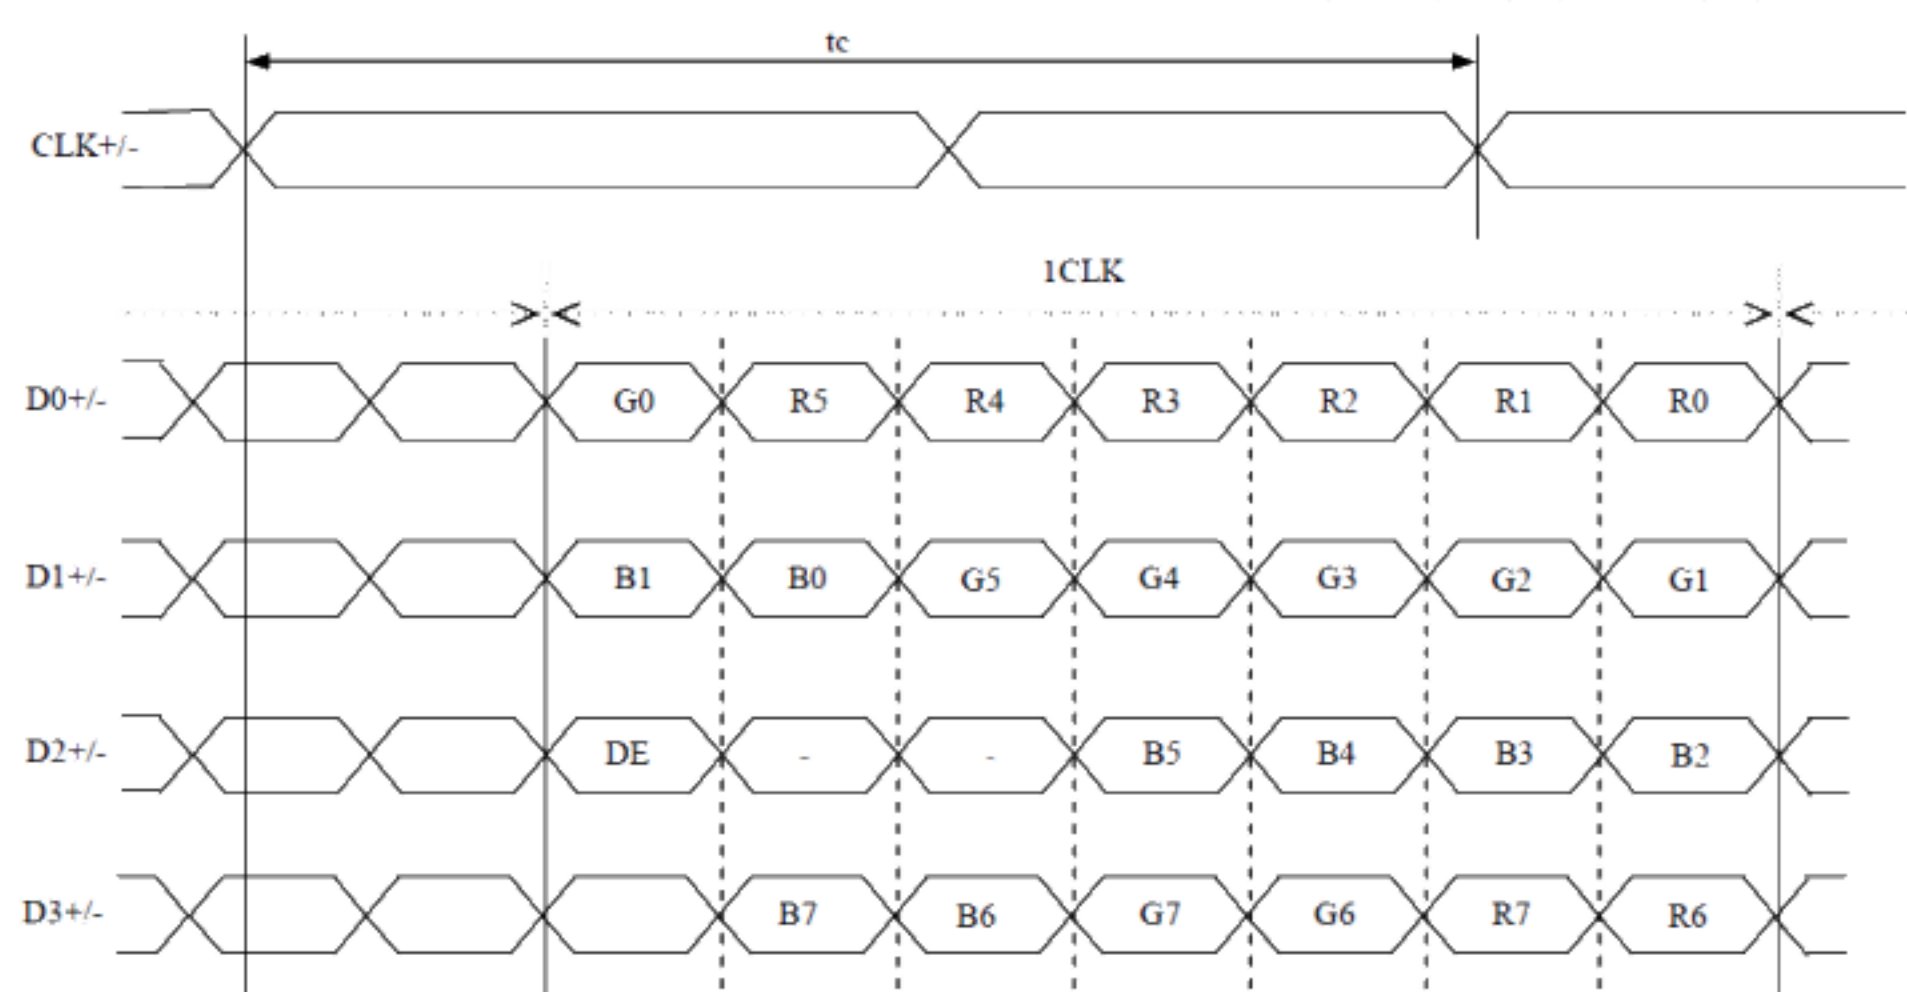 tc
CLK+/-
1CLK
D0+/- G0 R5 R4 R3 R2 R1 R0
D1+/- B1 B0 G5 G4 G3 G2 G1
D2+/- DE - - B5 B4 B3 B2
D3+/- B7 B6 G7 G6 R7 R6